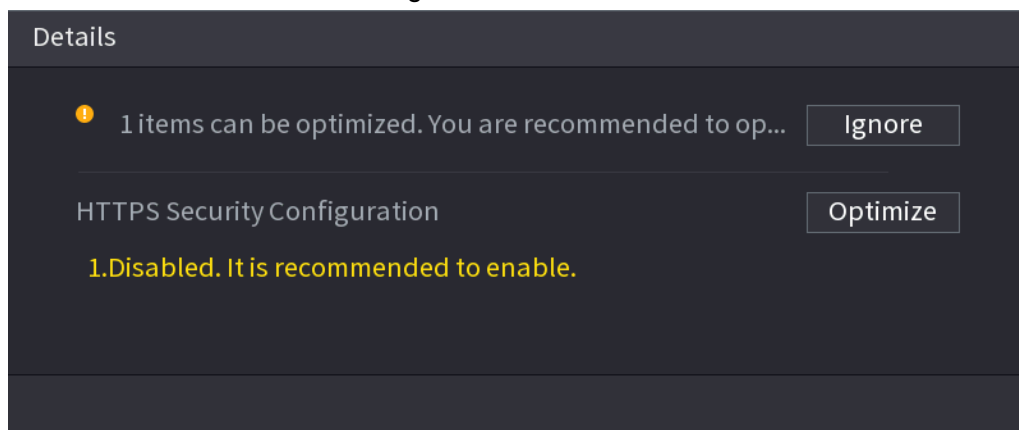 Details
1 items can be optimized. You are recommended to op...
Ignore
HTTPS Security Configuration
Optimize
1.Disabled. It is recommended to enable.